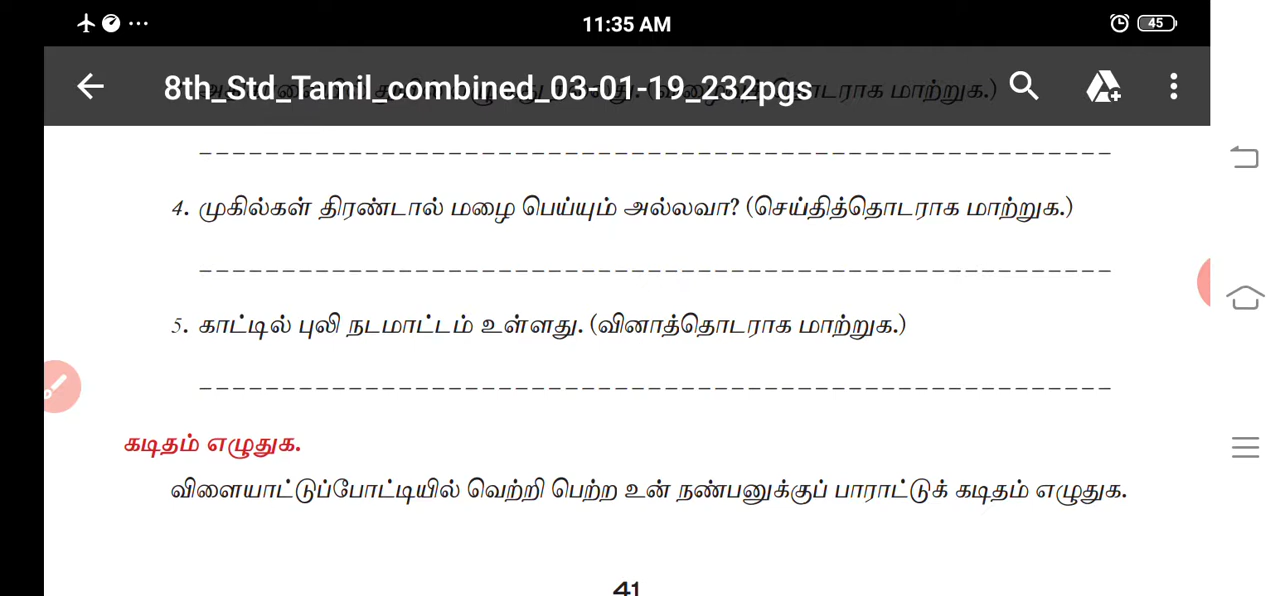 11:35 AM
45
8th_Std_Tamil_combined_03-01-19_232pgs
மாற்றுக.)
4. முகில்கள் திரண்டால் மழை பெய்யும் அல்லவா? (செய்தித்தொடராக மாற்றுக.)
5. காட்டில் புலி நடமாட்டம் உள்ளது. (வினாத்தொடராக மாற்றுக.)
கடிதம் எழுதுக.
விளையாட்டுப்போட்டியில் வெற்றி பெற்ற உன் நண்பனுக்குப் பாராட்டுக் கடிதம் எழுதுக.
41